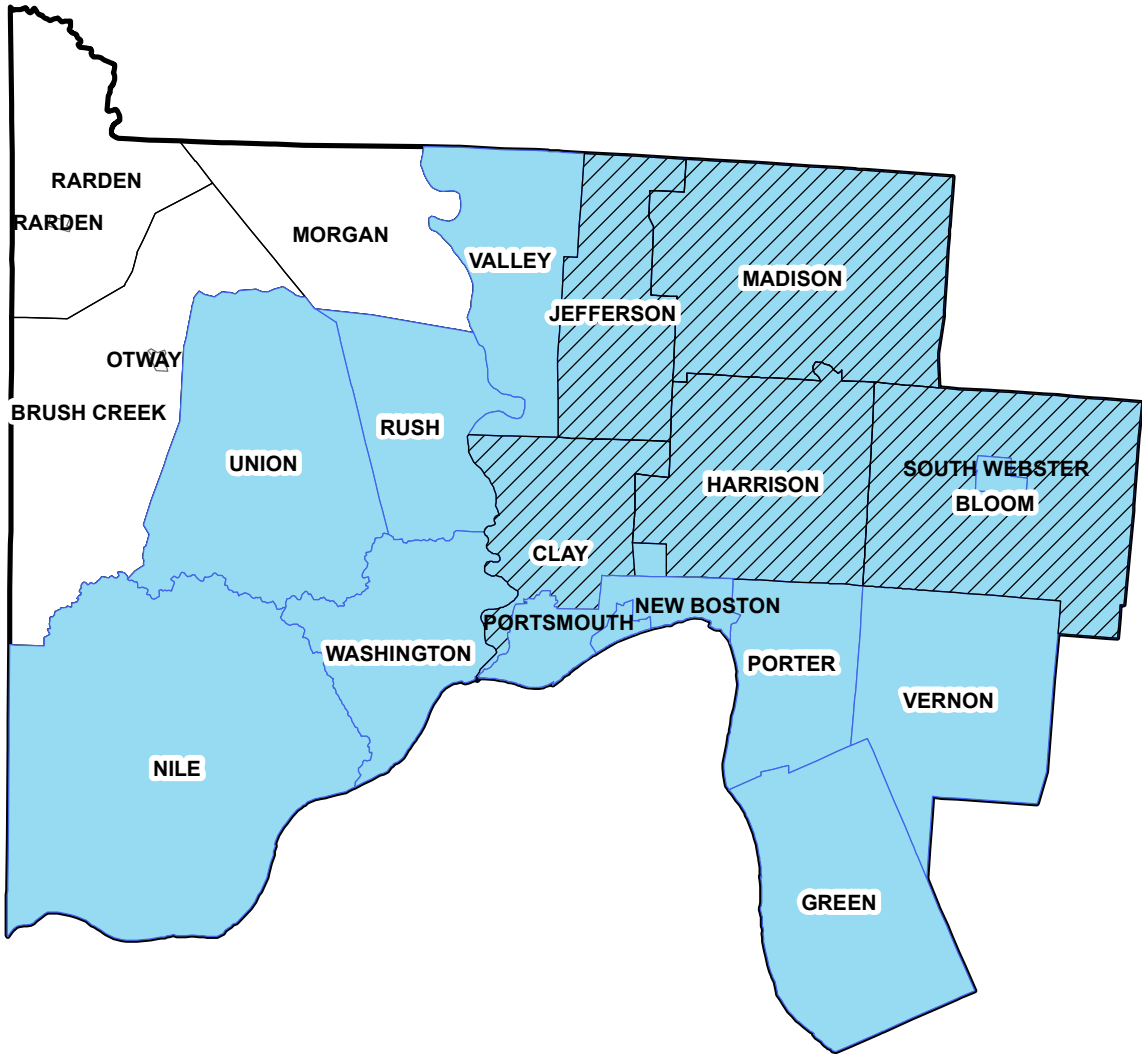 RARDEN
RARDEN
MORGAN
VALLEY
MADISON
JEFFERSON
OTWAY
BRUSH CREEK
RUSH
UNION
SOUTH WEBSTER
HARRISON
BLOOM
CLAY
NEW BOSTON
PORTSMOUTH
WASHINGTON
PORTER
VERNON
NILE
GREEN